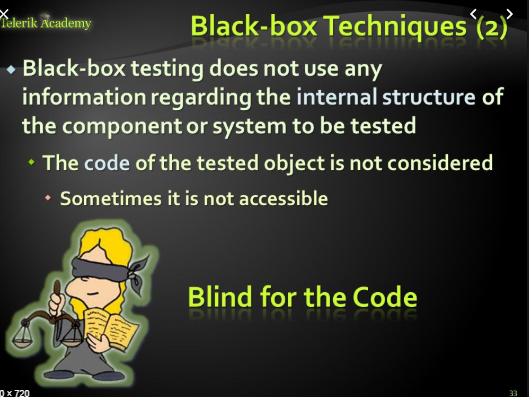 Telerik Academy
Black-box Techniques (2)
Black-box testing does not use any
information regarding the internal structure of
the component or system to be tested
The code of the tested object is not considered
Sometimes it is not accessible
Blind for the Code
0 × 720
33